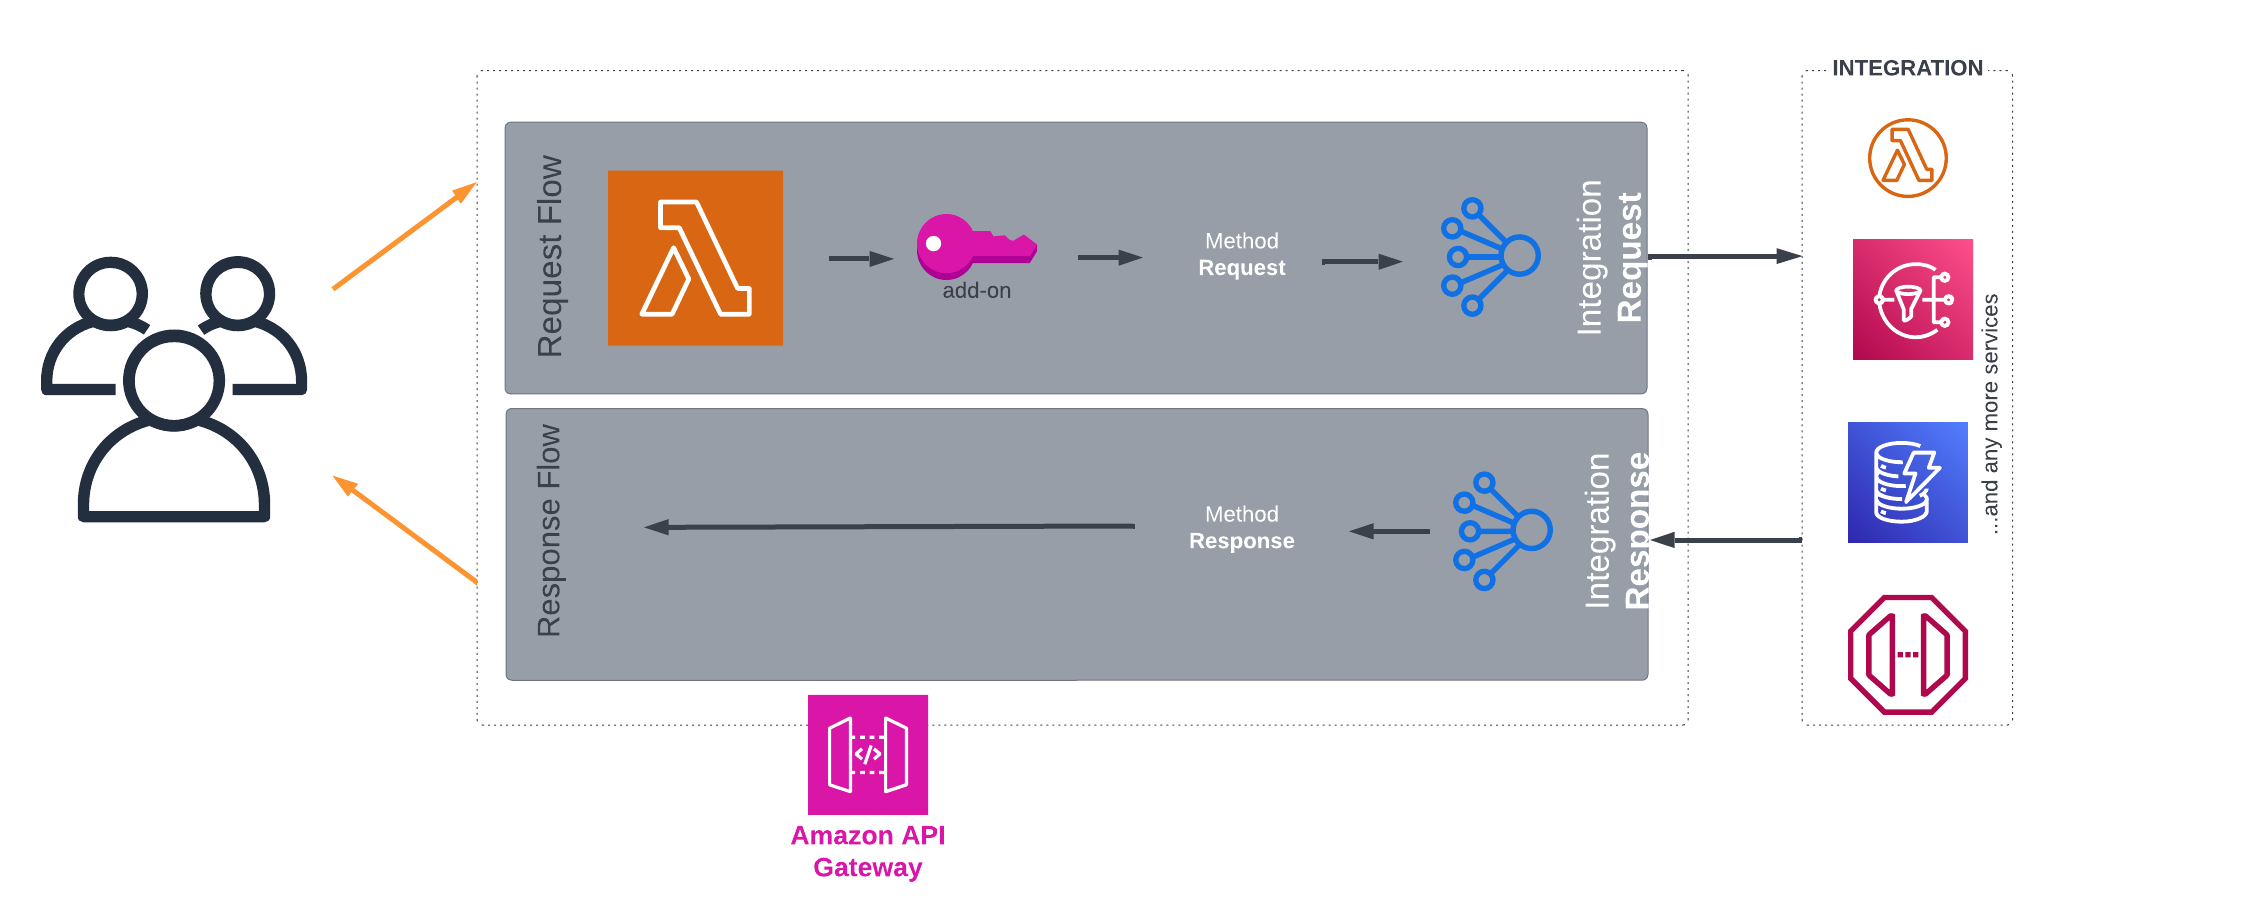 INTEGRATION
Request Flow
add-on
Method
Request
Integration
Request
Response Flow
Method
Response
Integration
Response
...and any more services
</>
Amazon API
Gateway